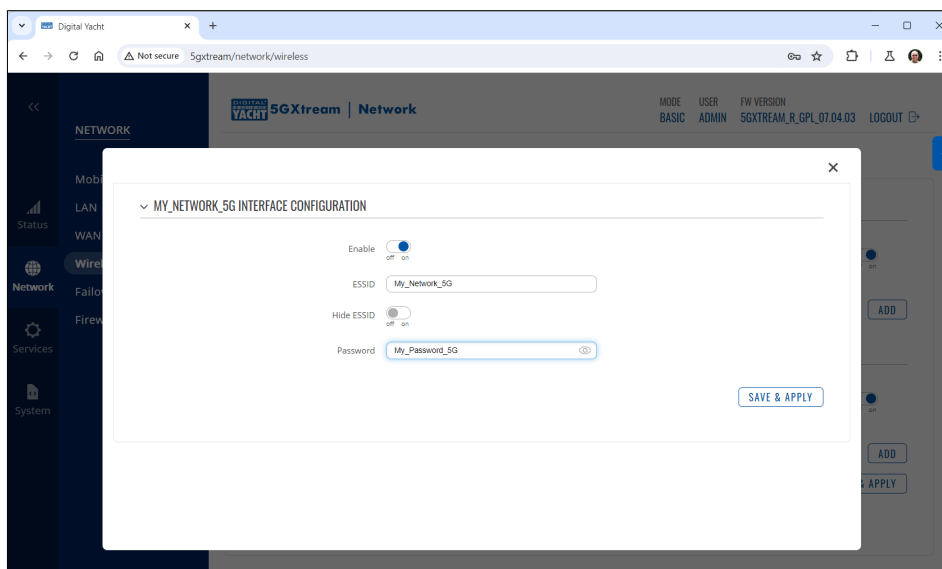 Digital Yacht
Not secure 5gxtream/network/wireless
DIGITAL YACHT 5GXtream | Network
MODE USER FW VERSION
BASIC ADMIN 5GXTREAM_R_GPL_07.04.03 LOGOUT
NETWORK
Mobi
LAN
WAN
Wirel
Failo
Firew
Status
Network
Services
System
MY_NETWORK_5G INTERFACE CONFIGURATION
Enable
off on
ESSID My_Network_5G
Hide ESSID
off on
Password My_Password_5G
SAVE & APPLY
on
ADD
on
ADD
& APPLY